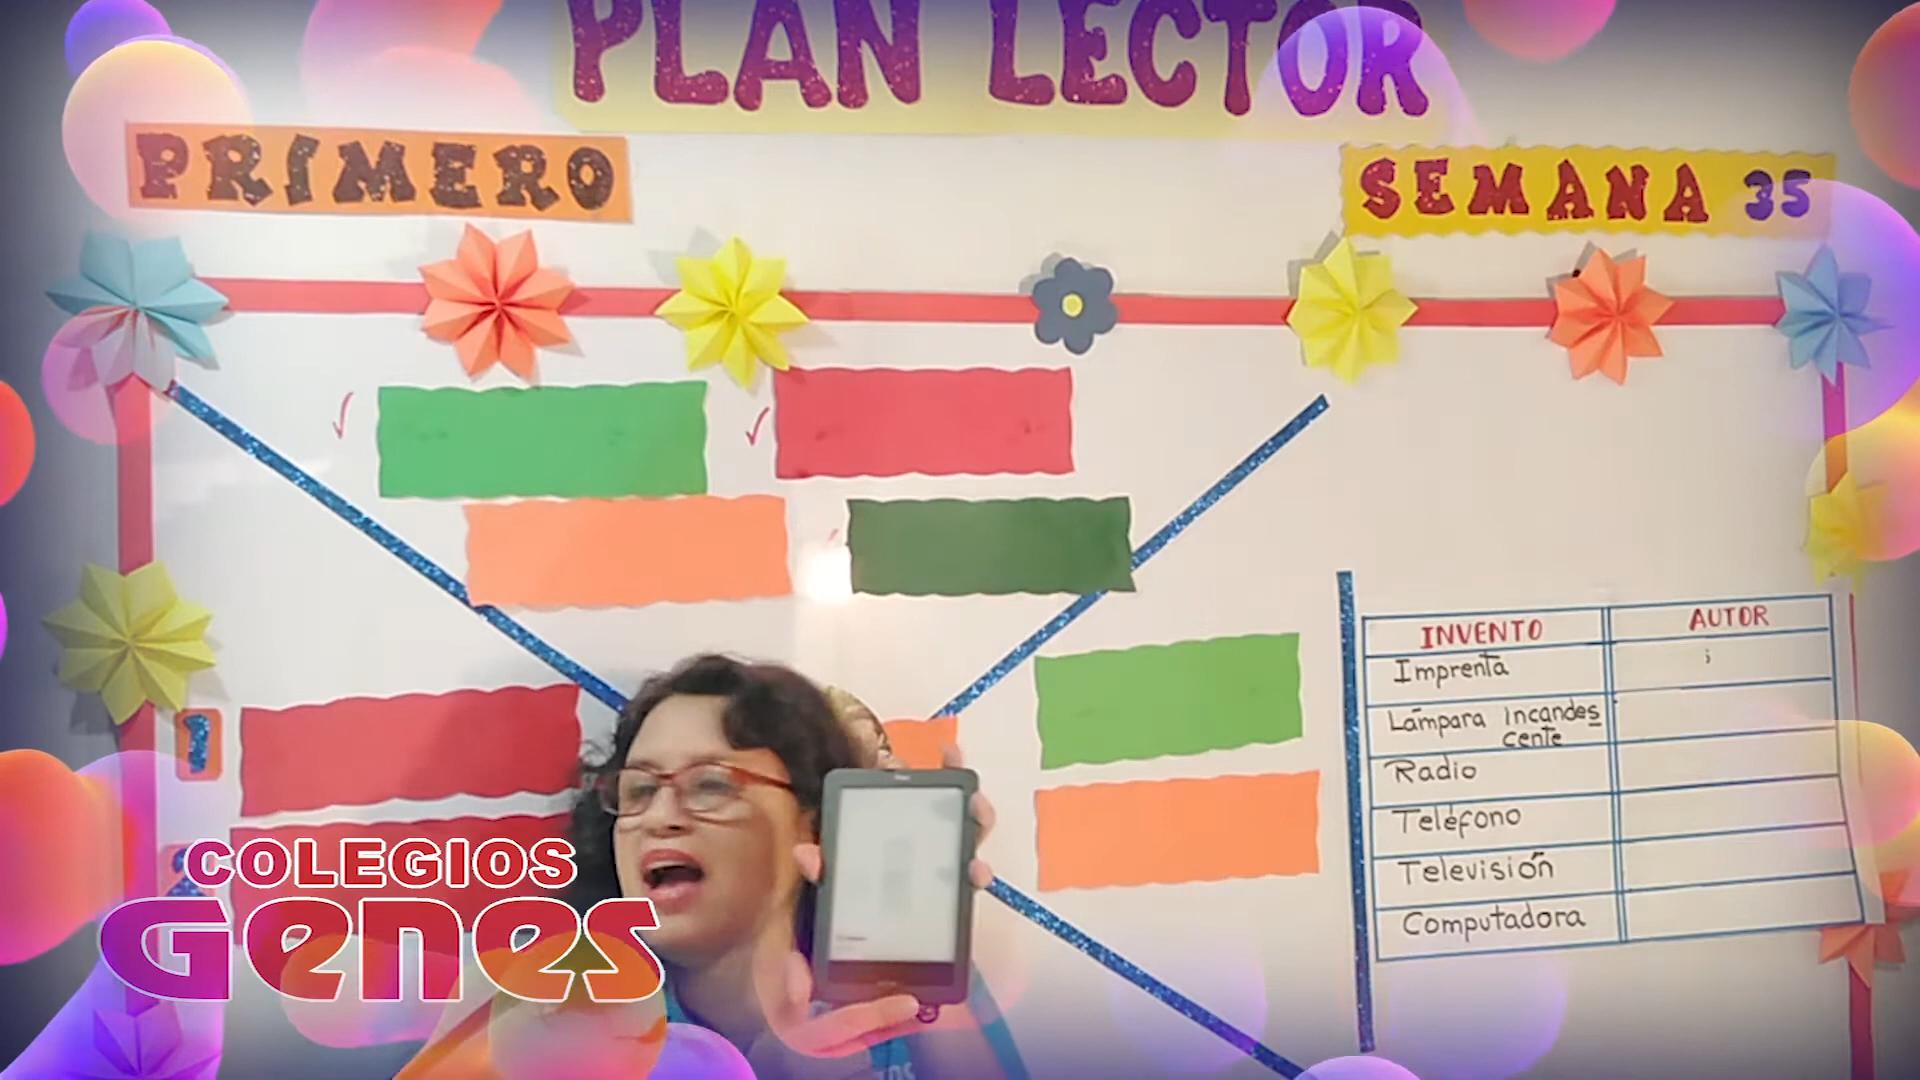 PLAN LECTOR
PRIMERO
SEMANA 35
INVENTO
AUTOR
Imprenta
Lámpara incandes
cente
Radio
Teléfono
Televisión
Computadora
1
COLEGIOS
Genes